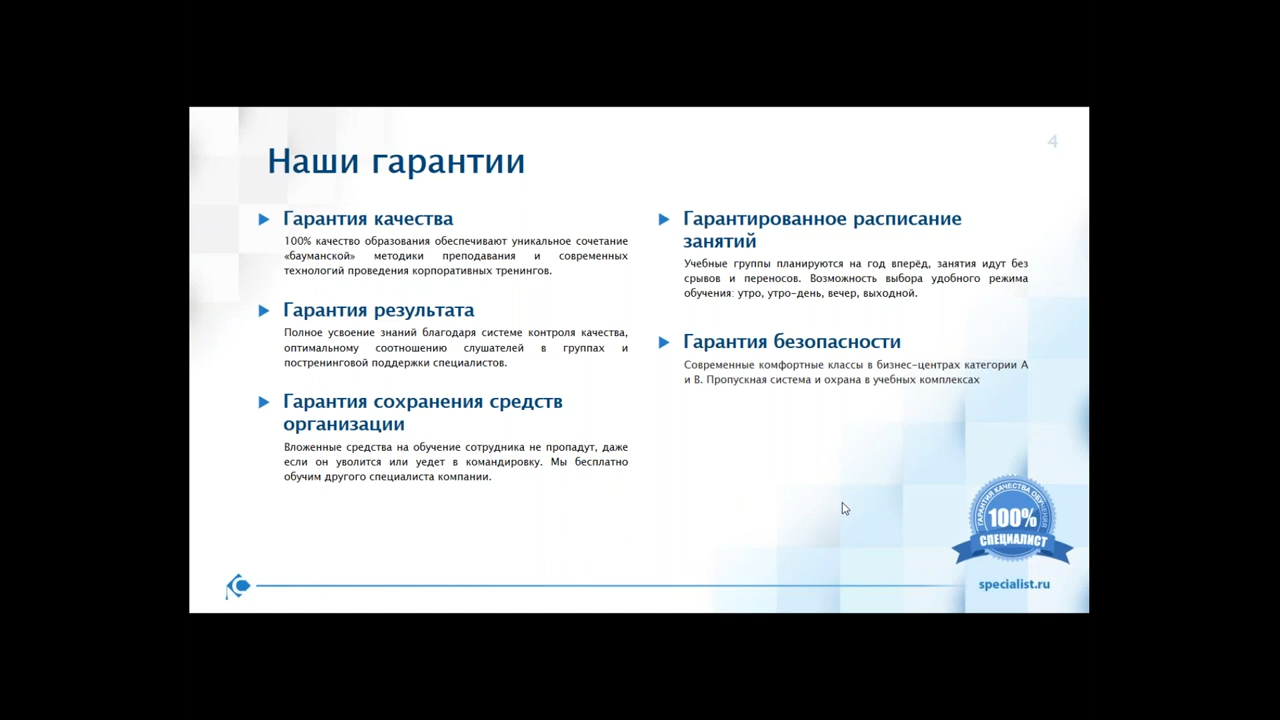 4
Наши гарантии
Гарантия качества
100% качество образования обеспечивают уникальное сочетание
«бауманской» методики преподавания и современных
технологий проведения корпоративных тренингов.
Гарантия результата
Полное усвоение знаний благодаря системе контроля качества,
оптимальному соотношению слушателей в группах и
постренинговой поддержки специалистов.
Гарантия сохранения средств
организации
Вложенные средства на обучение сотрудника не пропадут, даже
если он уволится или уедет в командировку. Мы бесплатно
обучим другого специалиста компании.
Гарантированное расписание
занятий
Учебные группы планируются на год вперёд, занятия идут без
срывов и переносов. Возможность выбора удобного режима
обучения: утро, утро-день, вечер, выходной.
Гарантия безопасности
Современные комфортные классы в бизнес-центрах категории А
и В. Пропускная система и охрана в учебных комплексах
ГАРАНТИЯ КАЧЕСТВА ОБУЧЕНИЯ
100%
СПЕЦИАЛИСТ
specialist.ru